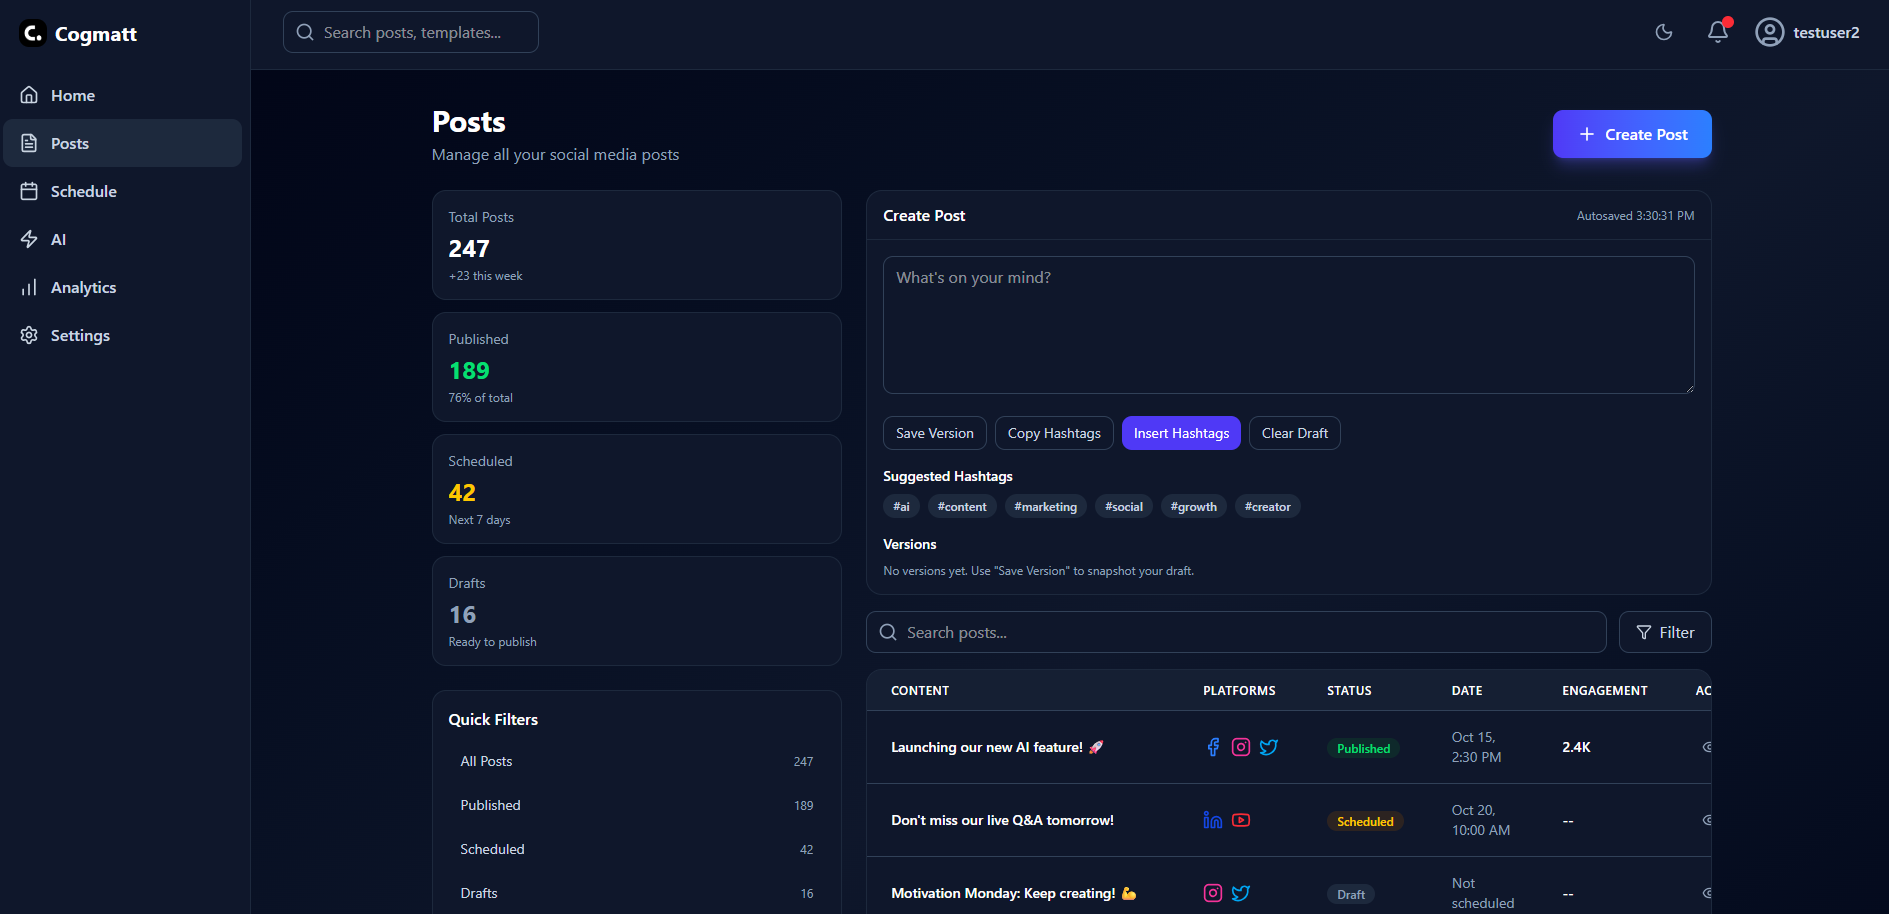 C. Cogmatt
Search posts, templates...
testuser2
Home
Posts
Schedule
AI
Analytics
Settings
Posts
Manage all your social media posts
+ Create Post
Total Posts
247
+23 this week
Published
189
76% of total
Scheduled
42
Next 7 days
Drafts
16
Ready to publish
Quick Filters
All Posts 247
Published 189
Scheduled 42
Drafts 16
Create Post
Autosaved 3:30:31 PM
What's on your mind?
Save Version Copy Hashtags Insert Hashtags Clear Draft
Suggested Hashtags
#ai #content #marketing #social #growth #creator
Versions
No versions yet. Use "Save Version" to snapshot your draft.
Search posts...
Filter
CONTENT PLATFORMS STATUS DATE ENGAGEMENT AC
Launching our new AI feature! 🚀 Published Oct 15, 2.4K
2:30 PM
Don't miss our live Q&A tomorrow! Scheduled Oct 20, --
10:00 AM
Motivation Monday: Keep creating! 💪 Draft Not --
scheduled